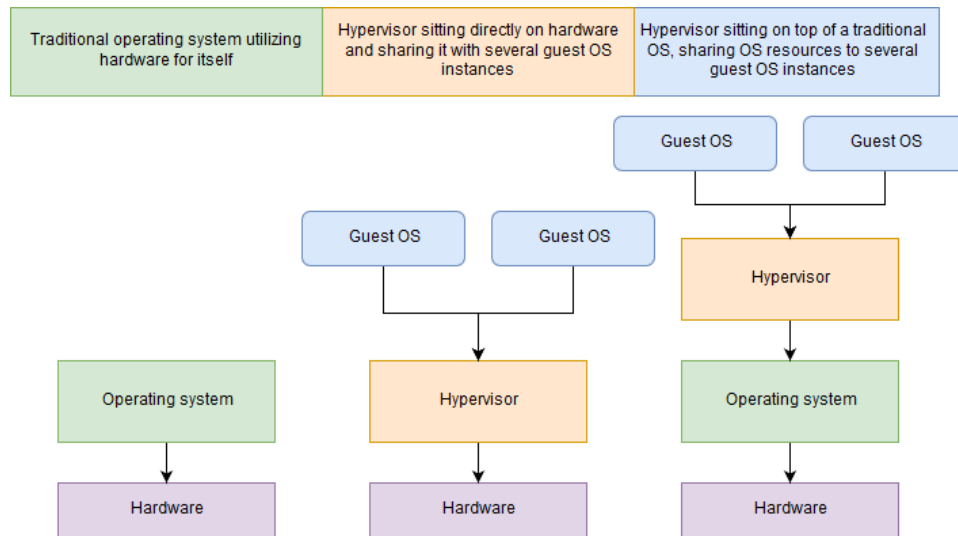 Traditional operating system utilizing
hardware for itself
Hypervisor sitting directly on hardware
and sharing it with several guest OS
instances
Hypervisor sitting on top of a traditional
OS, sharing OS resources to several
guest OS instances
Guest OS
Guest OS
Guest OS
Guest OS
Hypervisor
Operating system
Hypervisor
Operating system
Hardware
Hardware
Hardware